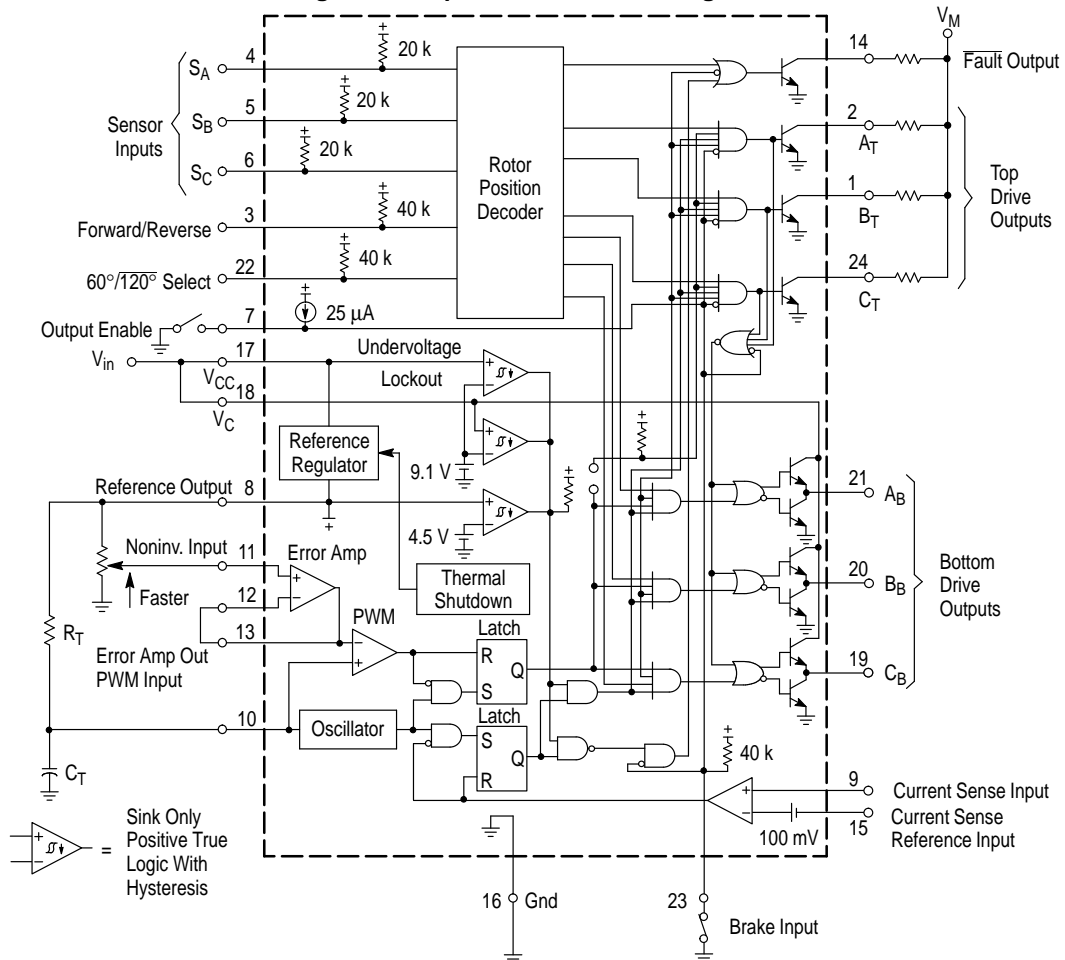 V_M
4
S_A
20 k
14
Fault Output
5
S_B
20 k
Sensor
Inputs
6
S_C
20 k
Rotor
Position
Decoder
2
A_T
3
Forward/Reverse
40 k
1
B_T
Top
Drive
Outputs
22
60°/120° Select
40 k
24
C_T
7
Output Enable
25 μA
V_in
17
V_CC
Undervoltage
Lockout
18
V_C
Reference
Regulator
9.1 V
Reference Output
8
4.5 V
21
A_B
Noninv. Input
11
Error Amp
Faster
12
Thermal
Shutdown
20
B_B
Bottom
Drive
Outputs
R_T
13
PWM
Error Amp Out
PWM Input
Latch
R
Q
S
19
C_B
10
Oscillator
Latch
S
Q
R
40 k
C_T
9
Current Sense Input
15
Current Sense
Reference Input
100 mV
=
Sink Only
Positive True
Logic With
Hysteresis
16
Gnd
23
Brake Input